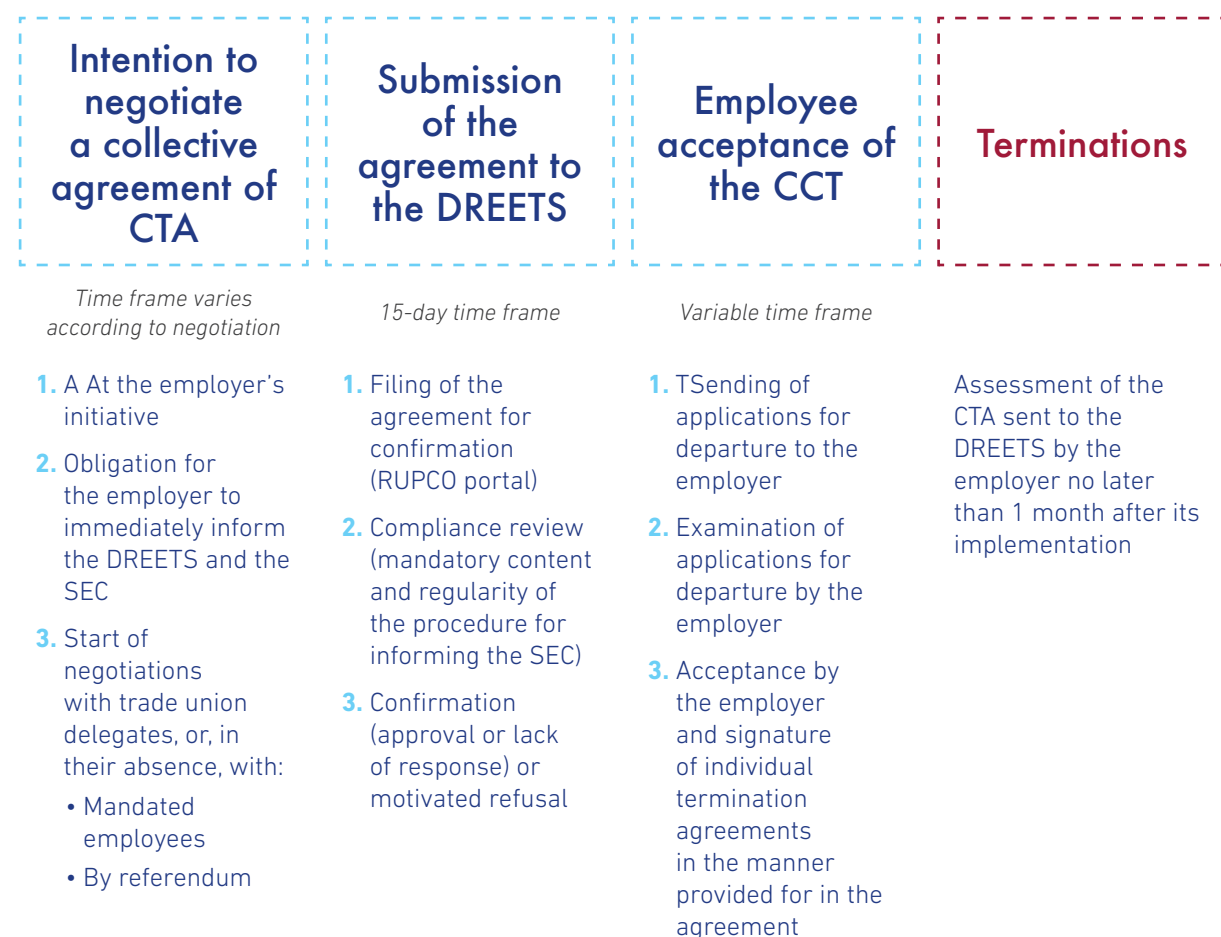 Intention to
negotiate
a collective
agreement of
CTA
Time frame varies
according to negotiation
1. A At the employer's
initiative
2. Obligation for
the employer to
immediately inform
the DREETS and the
SEC
3. Start of
negotiations
with trade union
delegates, or, in
their absence, with:
• Mandated
employees
• By referendum
Submission
of the
agreement to
the DREETS
15-day time frame
1. Filing of the
agreement for
confirmation
(RUPCO portal)
2. Compliance review
(mandatory content
and regularity of
the procedure for
informing the SEC)
3. Confirmation
(approval or lack
of response) or
motivated refusal
Employee
acceptance of
the CCT
Variable time frame
1. TSending of
applications for
departure to the
employer
2. Examination of
applications for
departure by the
employer
3. Acceptance by
the employer
and signature
of individual
termination
agreements
in the manner
provided for in the
agreement
Terminations
Assessment of the
CTA sent to the
DREETS by the
employer no later
than 1 month after its
implementation